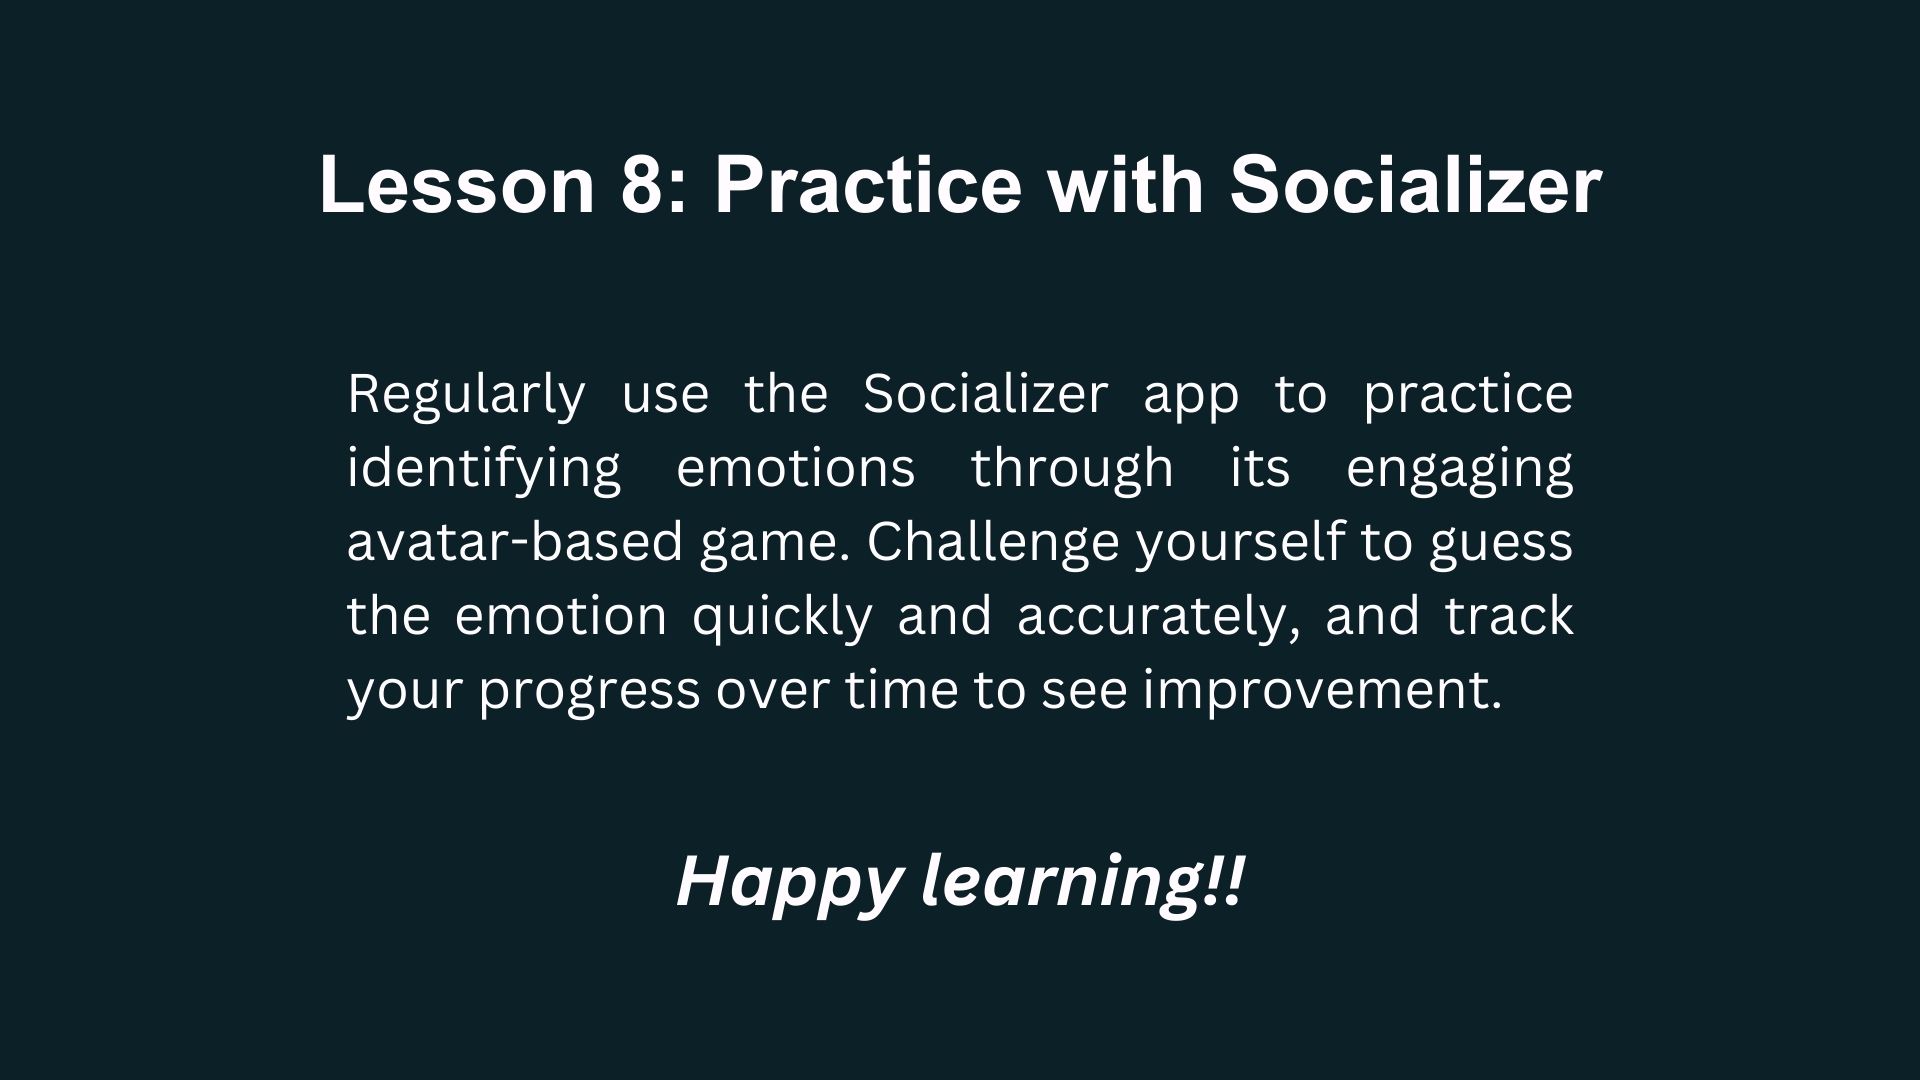 Lesson 8: Practice with Socializer
Regularly use the Socializer app to practice
identifying emotions through its engaging
avatar-based game. Challenge yourself to guess
the emotion quickly and accurately, and track
your progress over time to see improvement.
Happy learning!!